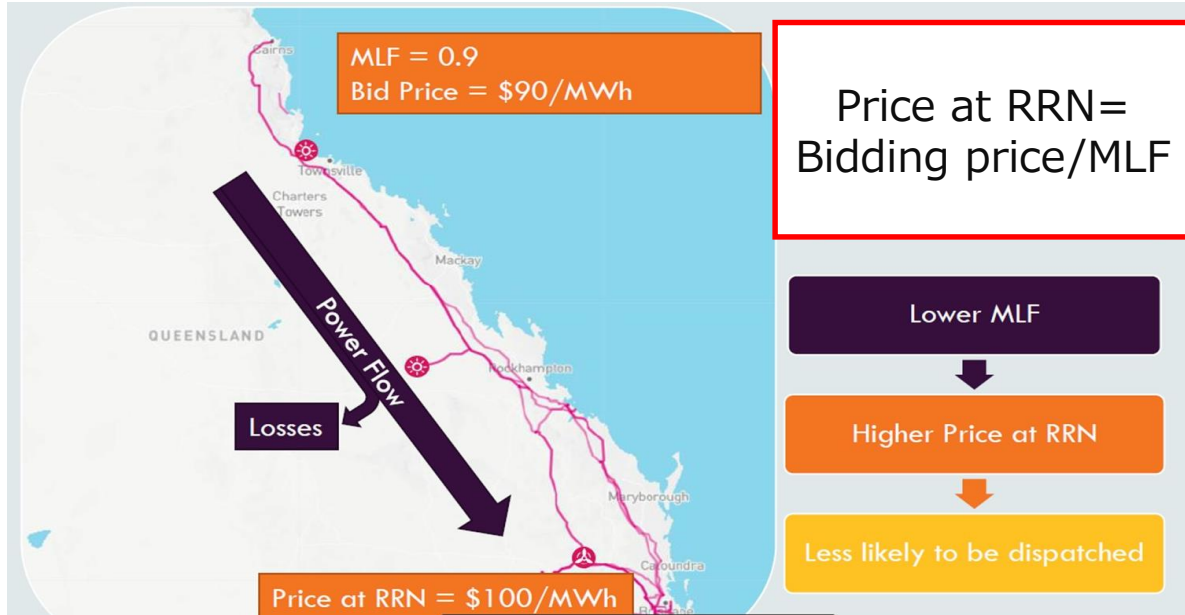 Cairns
MLF = 0.9
Bid Price = $90/MWh
Price at RRN=
Bidding price/MLF
Townsville
Charters
Towers
Mackay
Power Flow
QUEENSLAND
Rockhampton
Losses
Maryborough
Caloundra
Price at RRN = $100/MWh
Brisbane
Lower MLF
Higher Price at RRN
Less likely to be dispatched